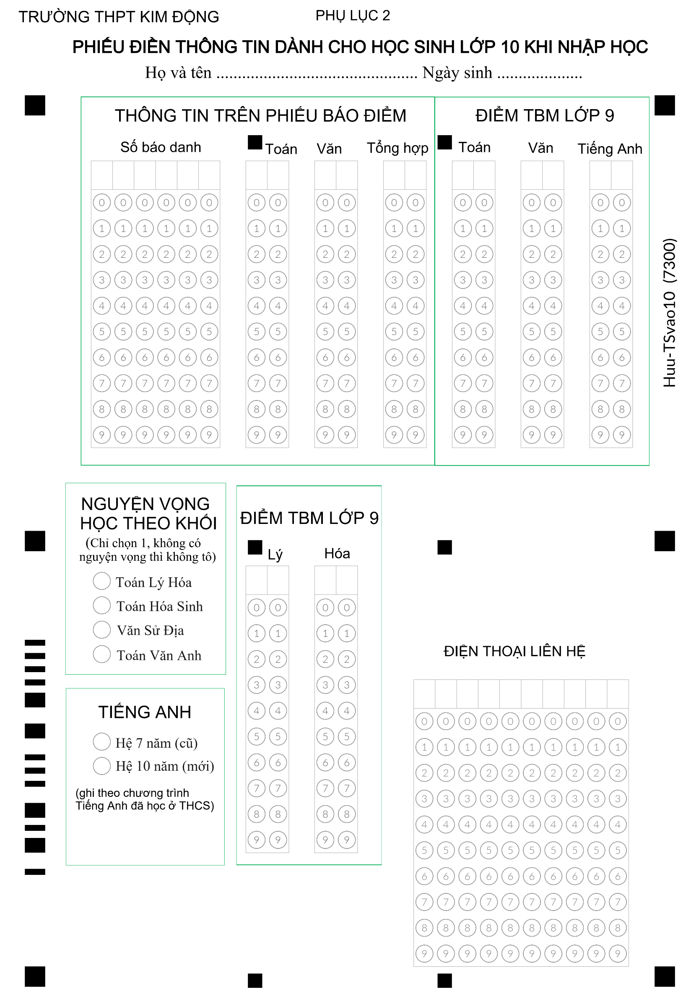 TRƯỜNG THPT KIM ĐỘNG
PHỤ LỤC 2
PHIẾU ĐIỀN THÔNG TIN DÀNH CHO HỌC SINH LỚP 10 KHI NHẬP HỌC
Họ và tên ............................................... Ngày sinh ....................
THÔNG TIN TRÊN PHIẾU BÁO ĐIỂM
Số báo danh
Toán Văn Tổng hợp
0 0 0 0 0 0 0 0 0 0 0 0
1 1 1 1 1 1 1 1 1 1 1 1
2 2 2 2 2 2 2 2 2 2 2 2
3 3 3 3 3 3 3 3 3 3 3 3
4 4 4 4 4 4 4 4 4 4 4 4
5 5 5 5 5 5 5 5 5 5 5 5
6 6 6 6 6 6 6 6 6 6 6 6
7 7 7 7 7 7 7 7 7 7 7 7
8 8 8 8 8 8 8 8 8 8 8 8
9 9 9 9 9 9 9 9 9 9 9 9
ĐIỂM TBM LỚP 9
Toán Văn Tiếng Anh
0 0 0 0 0 0
1 1 1 1 1 1
2 2 2 2 2 2
3 3 3 3 3 3
4 4 4 4 4 4
5 5 5 5 5 5
6 6 6 6 6 6
7 7 7 7 7 7
8 8 8 8 8 8
9 9 9 9 9 9
Huu-TSvao10 (7300)
NGUYỆN VỌNG
HỌC THEO KHỐI
(Chỉ chọn 1, không có
nguyện vọng thì không tô)
Toán Lý Hóa
Toán Hóa Sinh
Văn Sử Địa
Toán Văn Anh
TIẾNG ANH
Hệ 7 năm (cũ)
Hệ 10 năm (mới)
(ghi theo chương trình
Tiếng Anh đã học ở THCS)
ĐIỂM TBM LỚP 9
Lý Hóa
0 0 0 0
1 1 1 1
2 2 2 2
3 3 3 3
4 4 4 4
5 5 5 5
6 6 6 6
7 7 7 7
8 8 8 8
9 9 9 9
ĐIỆN THOẠI LIÊN HỆ
0 0 0 0 0 0 0 0 0 0
1 1 1 1 1 1 1 1 1 1
2 2 2 2 2 2 2 2 2 2
3 3 3 3 3 3 3 3 3 3
4 4 4 4 4 4 4 4 4 4
5 5 5 5 5 5 5 5 5 5
6 6 6 6 6 6 6 6 6 6
7 7 7 7 7 7 7 7 7 7
8 8 8 8 8 8 8 8 8 8
9 9 9 9 9 9 9 9 9 9